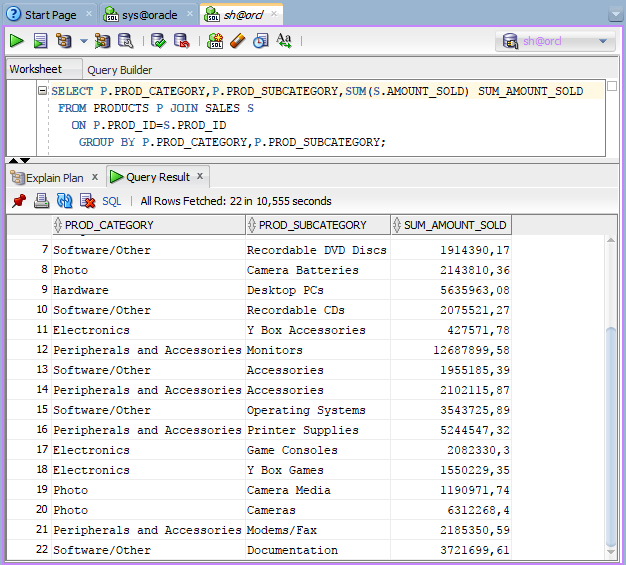 Start Page × sys@oracle × sh@orcl ×
SQL SQL
sh@orcl
Worksheet Query Builder
SELECT P.PROD_CATEGORY,P.PROD_SUBCATEGORY,SUM(S.AMOUNT_SOLD) SUM_AMOUNT_SOLD
FROM PRODUCTS P JOIN SALES S
ON P.PROD_ID=S.PROD_ID
GROUP BY P.PROD_CATEGORY,P.PROD_SUBCATEGORY;
Explain Plan × Query Result ×
SQL | All Rows Fetched: 22 in 10,555 seconds
PROD_CATEGORY PROD_SUBCATEGORY SUM_AMOUNT_SOLD
7 Software/Other Recordable DVD Discs 1914390,17
8 Photo Camera Batteries 2143810,36
9 Hardware Desktop PCs 5635963,08
10 Software/Other Recordable CDs 2075521,27
11 Electronics Y Box Accessories 427571,78
12 Peripherals and Accessories Monitors 12687899,58
13 Software/Other Accessories 1955185,39
14 Peripherals and Accessories Accessories 2102115,87
15 Software/Other Operating Systems 3543725,89
16 Peripherals and Accessories Printer Supplies 5244547,32
17 Electronics Game Consoles 2082330,3
18 Electronics Y Box Games 1550229,35
19 Photo Camera Media 1190971,74
20 Photo Cameras 6312268,4
21 Peripherals and Accessories Modems/Fax 2185350,59
22 Software/Other Documentation 3721699,61